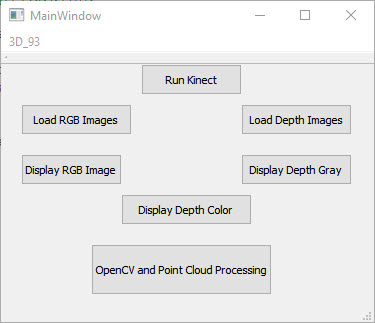 MainWindow
3D_93
Run Kinect
Load RGB Images
Load Depth Images
Display RGB Image
Display Depth Gray
Display Depth Color
OpenCV and Point Cloud Processing